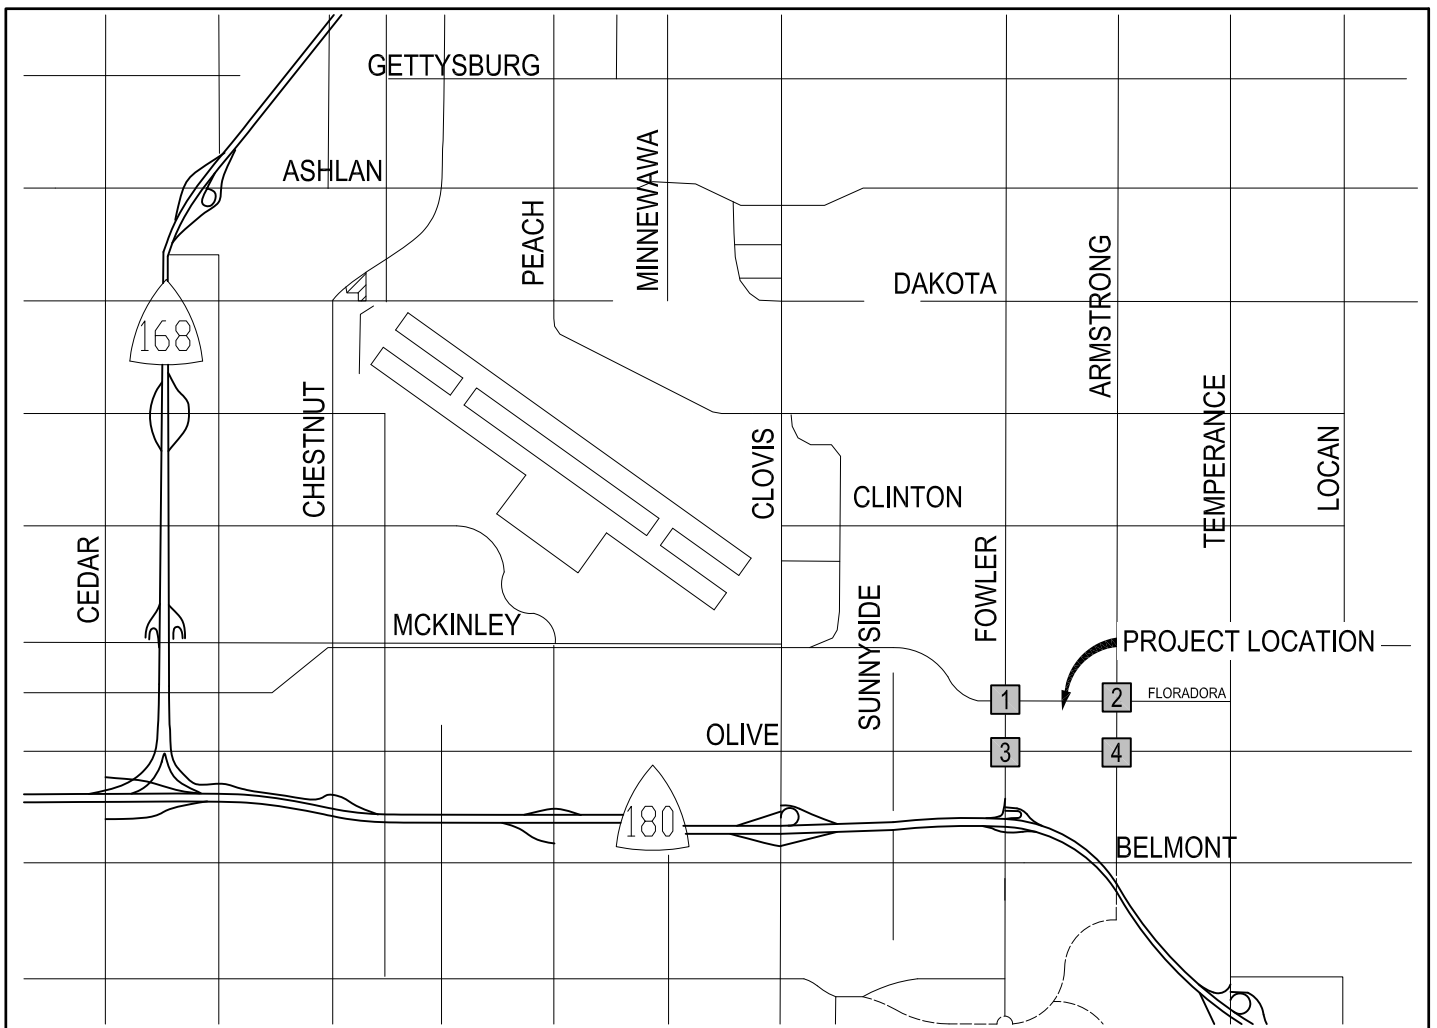 GETTYSBURG
ASHLAN
MINNEWAWA
PEACH
DAKOTA
ARMSTRONG
168
CHESTNUT
CLOVIS
TEMPERANCE
LOCAN
CLINTON
CEDAR
FOWLER
MCKINLEY
SUNNYSIDE
PROJECT LOCATION
1
2
FLORADORA
OLIVE
3
4
180
BELMONT